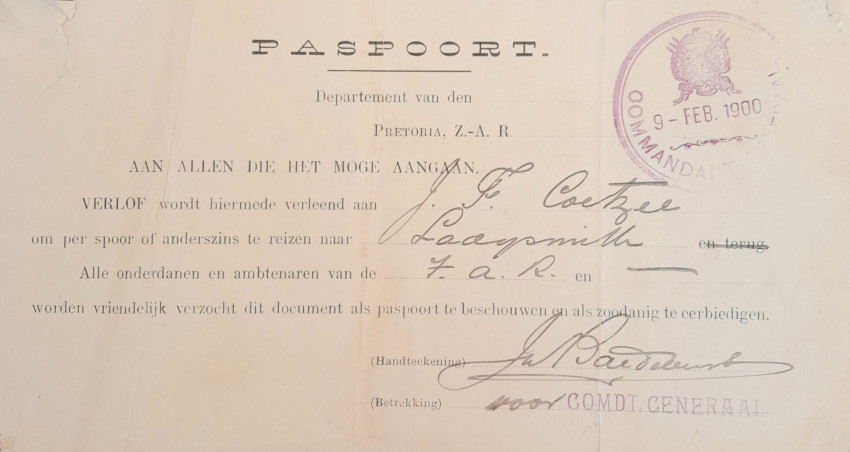 PASPOORT.
Departement van den
PRETORIA, Z.-A. R.
9 - FEB. 1900
COMMANDANT
AAN ALLEN DIE HET MOGE AANGAAN.
VERLOF wordt hiermede verleend aan J. F. Coetzee
om per spoor of anderszins te reizen naar Ladysmith en terug.
Alle onderdanen en ambtenaren van de Z. A. R. en —
worden vriendelijk verzocht dit document als paspoort te beschouwen en als zoodanig te eerbiedigen.
(Handteekening)
(Betrekking) voor COMDT. GENERAAL